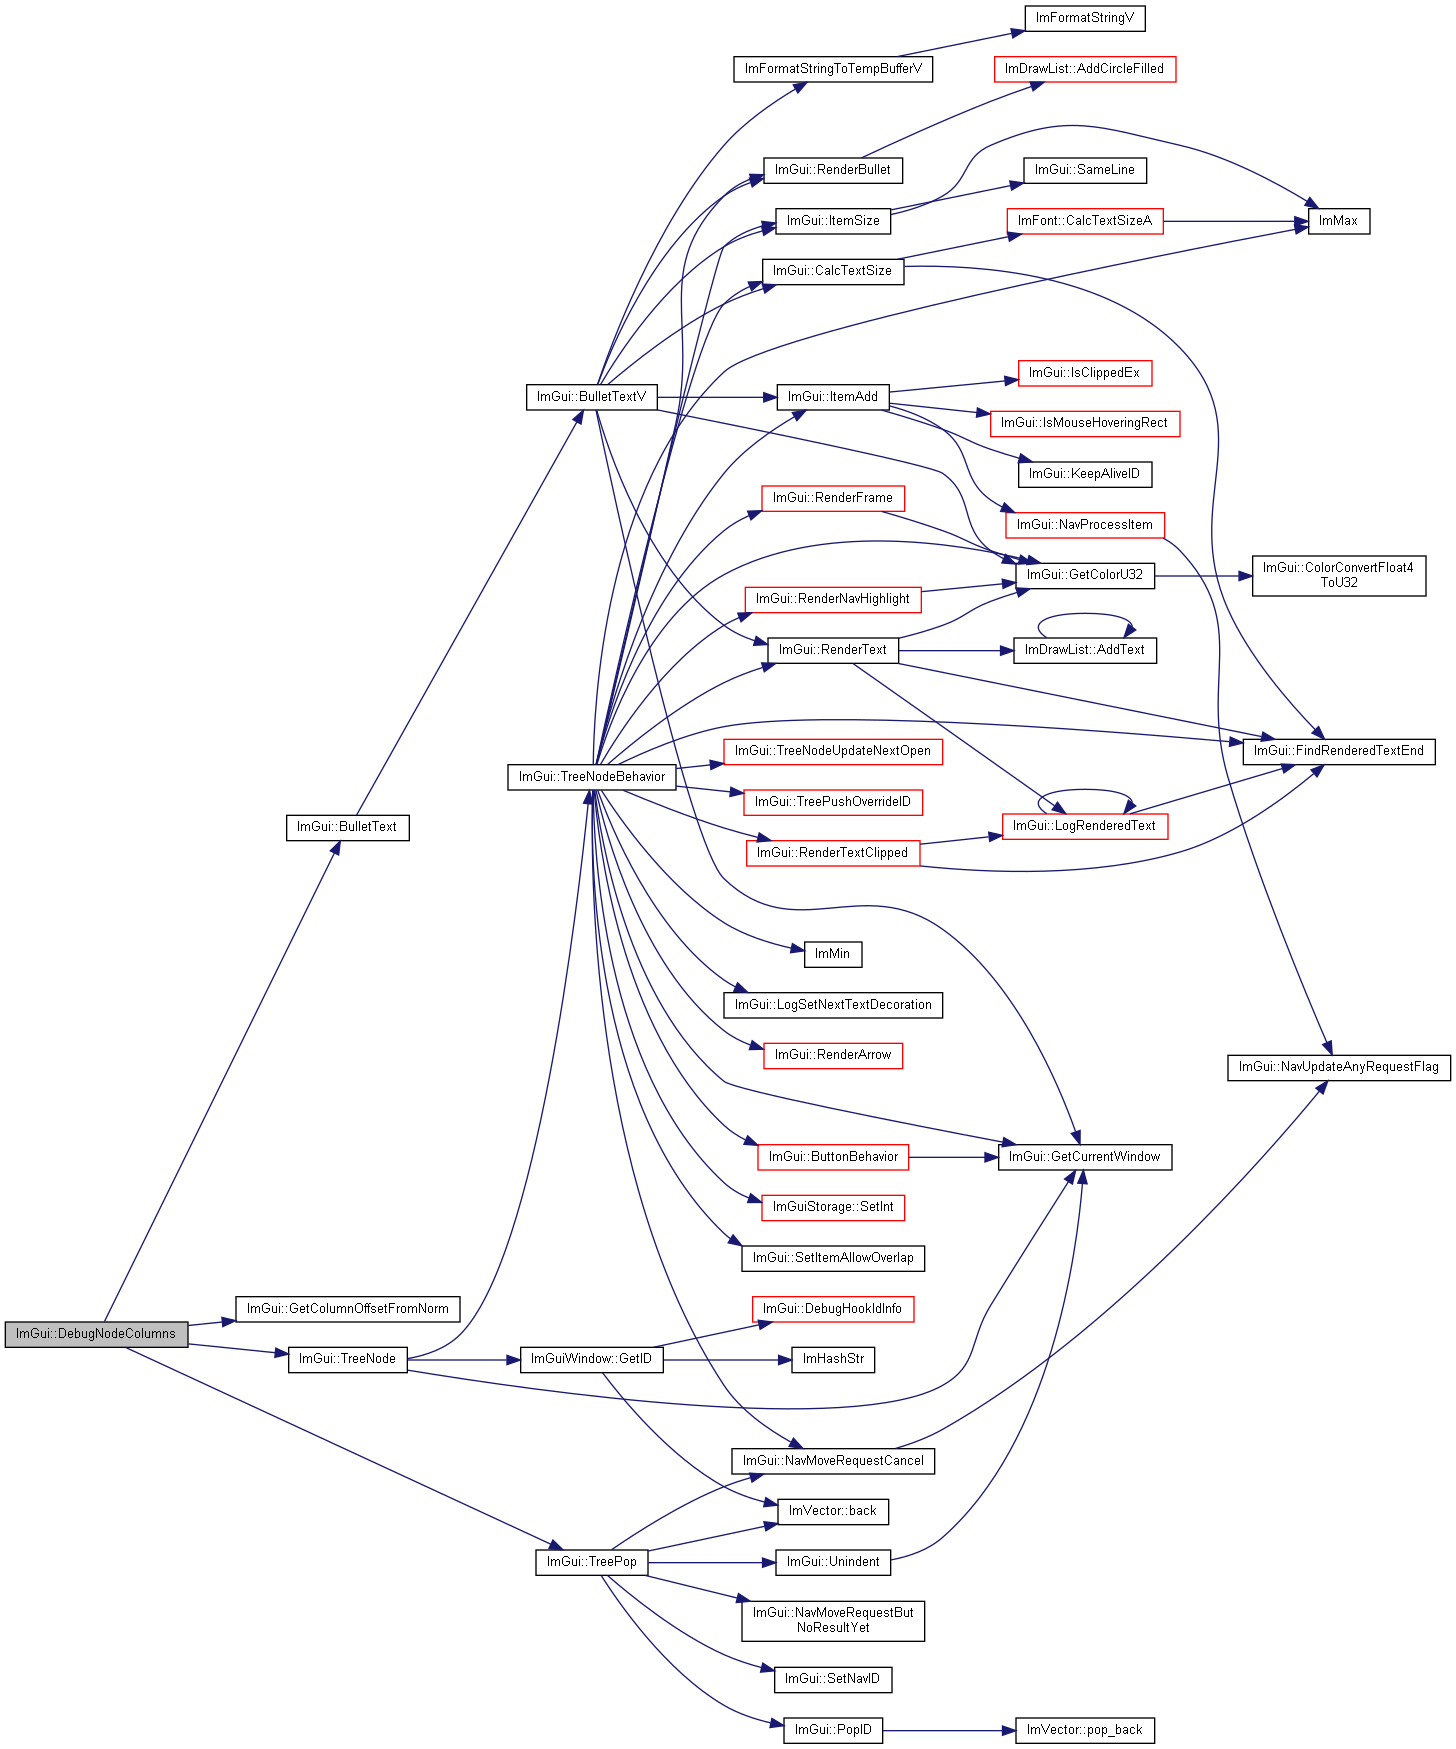 ImFormatStringV
ImFormatStringToTempBufferV
ImDrawList::AddCircleFilled
ImGui::RenderBullet
ImGui::SameLine
ImGui::ItemSize
ImFont::CalcTextSizeA
ImMax
ImGui::CalcTextSize
ImGui::IsClippedEx
ImGui::BulletTextV
ImGui::ItemAdd
ImGui::IsMouseHoveringRect
ImGui::KeepAliveID
ImGui::RenderFrame
ImGui::NavProcessItem
ImGui::GetColorU32
ImGui::ColorConvertFloat4
ToU32
ImGui::RenderNavHighlight
ImGui::RenderText
ImDrawList::AddText
ImGui::TreeNodeUpdateNextOpen
ImGui::FindRenderedTextEnd
ImGui::TreeNodeBehavior
ImGui::TreePushOverrideID
ImGui::BulletText
ImGui::LogRenderedText
ImGui::RenderTextClipped
ImMin
ImGui::LogSetNextTextDecoration
ImGui::RenderArrow
ImGui::NavUpdateAnyRequestFlag
ImGui::ButtonBehavior
ImGui::GetCurrentWindow
ImGuiStorage::SetInt
ImGui::SetItemAllowOverlap
ImGui::GetColumnOffsetFromNorm
ImGui::DebugHookIdInfo
ImGui::DebugNodeColumns
ImGui::TreeNode
ImGuiWindow::GetID
ImHashStr
ImGui::NavMoveRequestCancel
ImVector::back
ImGui::TreePop
ImGui::Unindent
ImGui::NavMoveRequestBut
NoResultYet
ImGui::SetNavID
ImGui::PopID
ImVector::pop_back